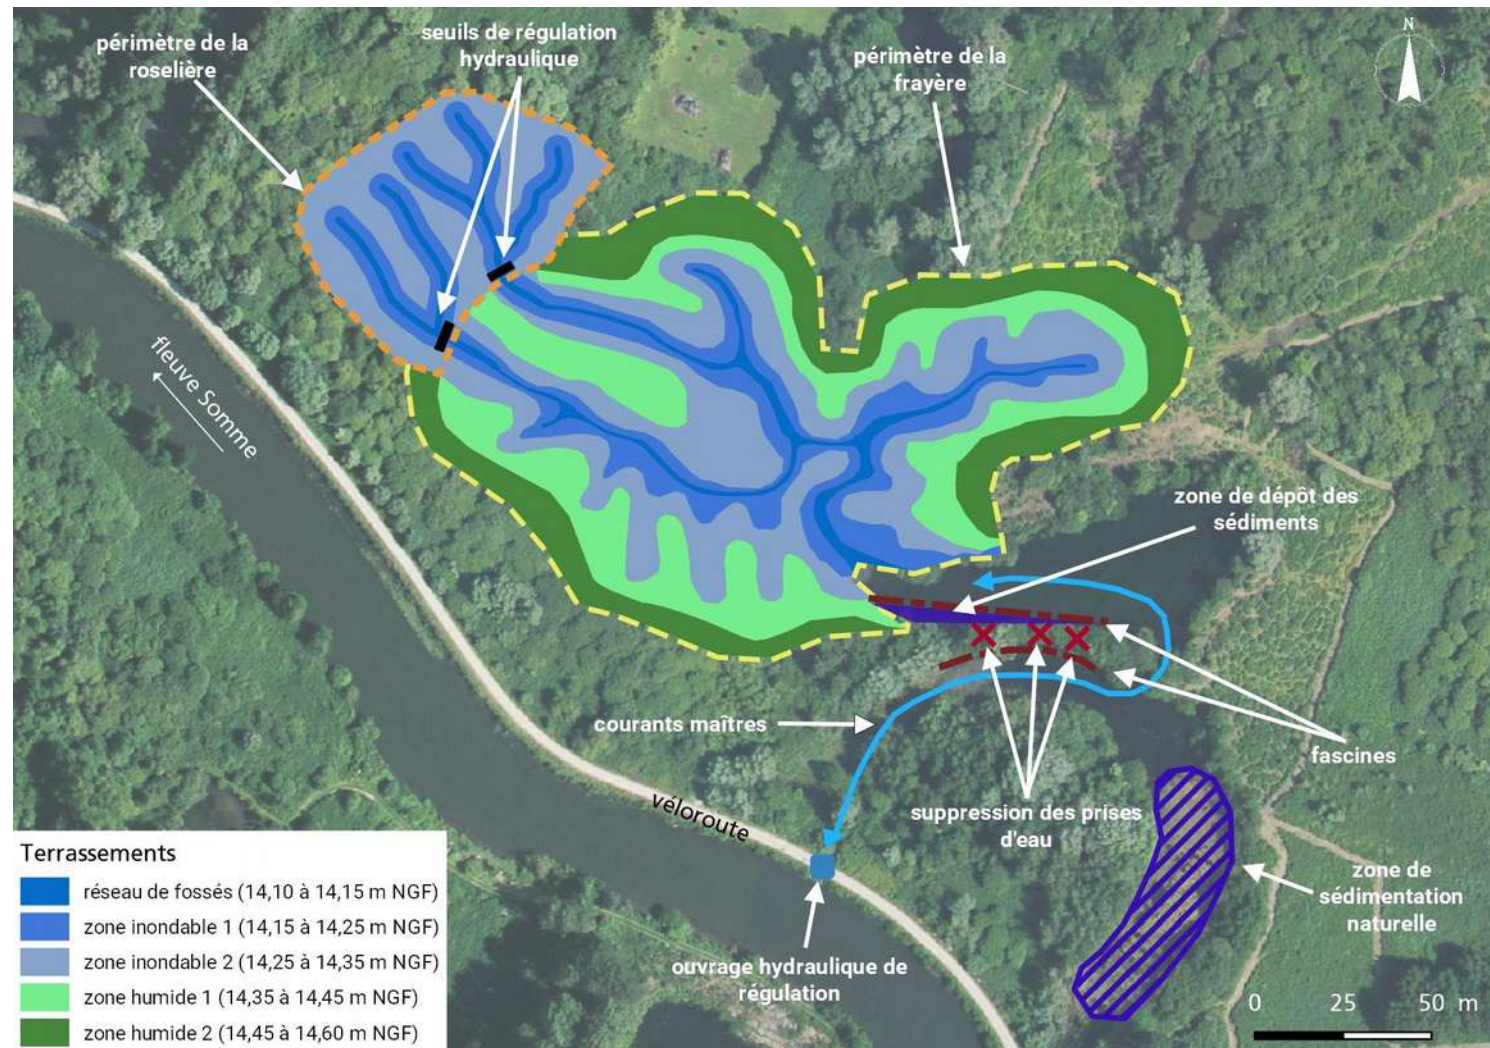 périmètre de la
roselière
seuils de régulation
hydraulique
périmètre de la
frayère
N
fleuve Somme
zone de dépôt des
sédiments
courants maîtres
fascines
véloroute
suppression des prises
d'eau
zone de
sédimentation
naturelle
ouvrage hydraulique de
régulation
Terrassements
réseau de fossés (14,10 à 14,15 m NGF)
zone inondable 1 (14,15 à 14,25 m NGF)
zone inondable 2 (14,25 à 14,35 m NGF)
zone humide 1 (14,35 à 14,45 m NGF)
zone humide 2 (14,45 à 14,60 m NGF)
0 25 50 m